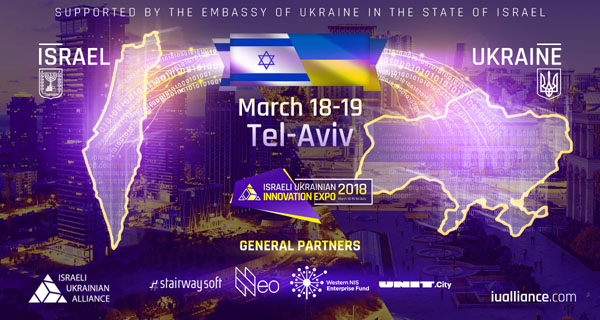 SUPPORTED BY THE EMBASSY OF UKRAINE IN THE STATE OF ISRAEL
ISRAEL
UKRAINE
March 18-19
Tel-Aviv
ISRAELI UKRAINIAN
INNOVATION EXPO
2018
GENERAL PARTNERS
ISRAELI
UKRAINIAN
ALLIANCE
#stairwaysoft
Neo
Western NIS
Enterprise Fund
UNIT.City
iualliance.com